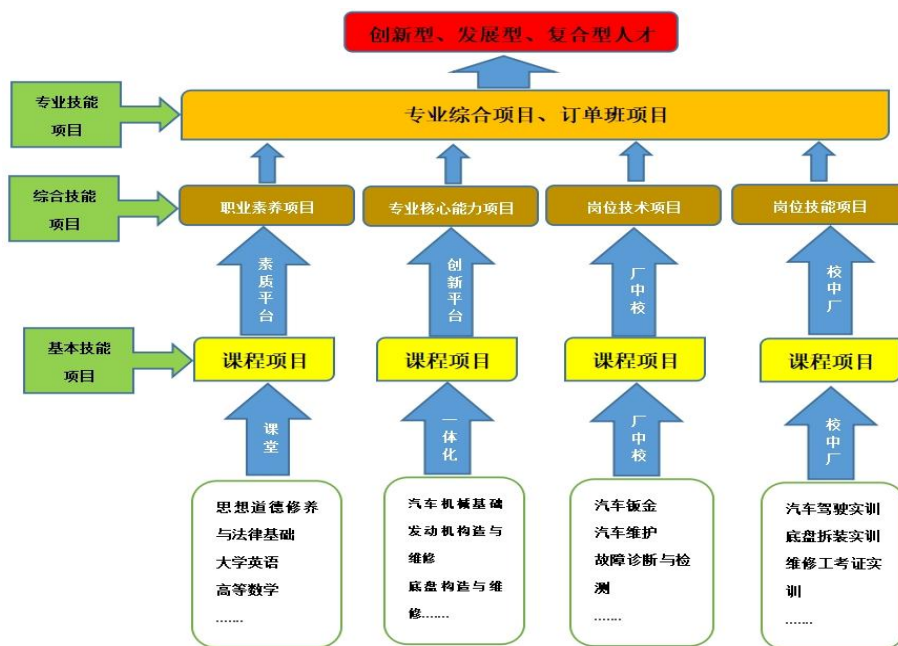 创新型、发展型、复合型人才
专业技能
项目
专业综合项目、订单班项目
综合技能
项目
职业素养项目
专业核心能力项目
岗位技术项目
岗位技能项目
素质平台
创新平台
厂中校
校中厂
基本技能
项目
课程项目
课程项目
课程项目
课程项目
课堂
一体化
厂中校
校中厂
思想道德修养
与法律基础
大学英语
高等数学
.......
汽车机械基础
发动机构造与
维修
底盘构造与维
修.......
汽车钣金
汽车维护
故障诊断与检
测
.......
汽车驾驶实训
底盘拆装实训
维修工考证实
训
.......